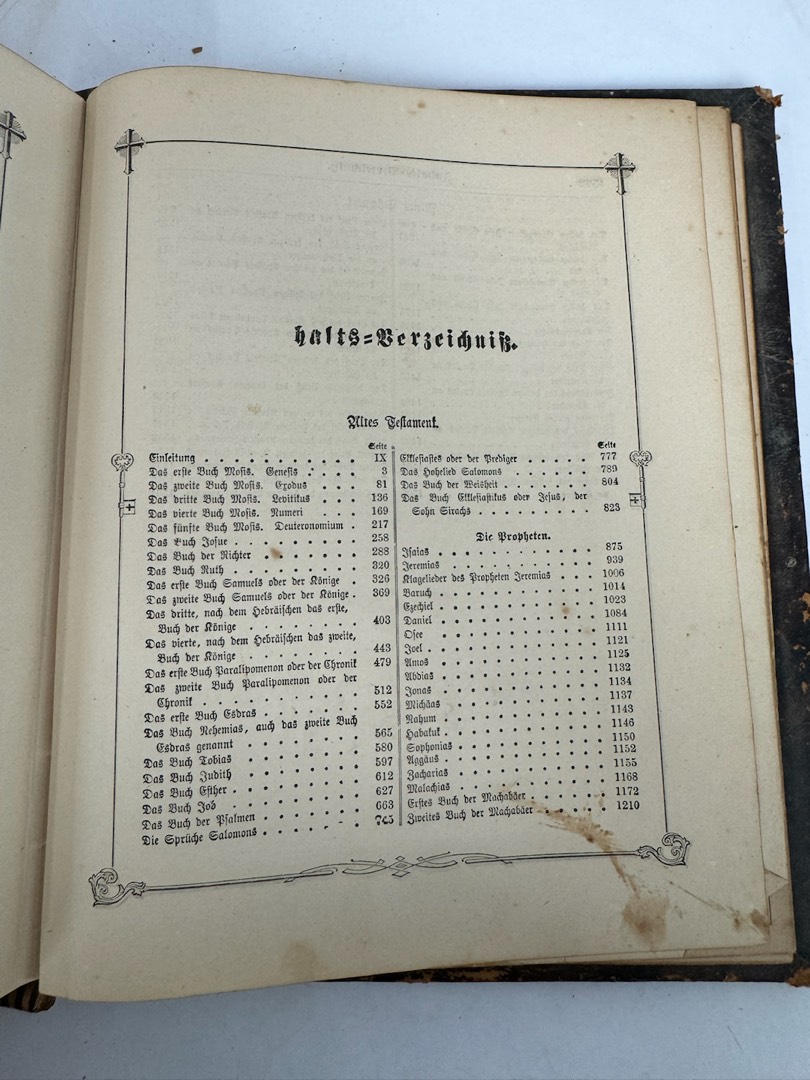 halts=Verzeichniß.
Altes Testament.
Seite
Einleitung . . . . . . . . . . IX
Das erste Buch Mosis. Genesis . . . . 3
Das zweite Buch Mosis. Exodus . . . 81
Das dritte Buch Mosis. Levitikus . . . 136
Das vierte Buch Mosis. Numeri . . . 169
Das fünfte Buch Mosis. Deuteronomium . 217
Das Buch Josue . . . . . . . . 258
Das Buch der Richter . . . . . . . 288
Das Buch Ruth . . . . . . . . 320
Das erste Buch Samuels oder der Könige . 326
Das zweite Buch Samuels oder der Könige . 369
Das dritte, nach dem Hebräischen das erste,
Buch der Könige . . . . . . . 403
Das vierte, nach dem Hebräischen das zweite,
Buch der Könige . . . . . . . 443
Das erste Buch Paralipomenon oder der Chronik 479
Das zweite Buch Paralipomenon oder der
Chronik . . . . . . . . . 512
Das erste Buch Esdras . . . . . . 552
Das Buch Nehemias, auch das zweite Buch
Esdras genannt . . . . . . . 565
Das Buch Tobias . . . . . . . 580
Das Buch Judith . . . . . . . 597
Das Buch Esther . . . . . . . 612
Das Buch Job . . . . . . . . 627
Das Buch der Psalmen . . . . . . 663
Die Sprüche Salomons . . . . . . 745
Seite
Ekklesiastes oder der Prediger . . . . . 777
Das Hohelied Salomons . . . . . . 789
Das Buch der Weisheit . . . . . . 804
Das Buch Ekklesiastikus oder Jesus, der
Sohn Sirachs . . . . . . . . 823
Die Propheten.
Isaias . . . . . . . . . . 875
Jeremias . . . . . . . . . 939
Klagelieder des Propheten Jeremias . . . 1006
Baruch . . . . . . . . . . 1014
Ezechiel . . . . . . . . . 1023
Daniel . . . . . . . . . . 1084
Osee . . . . . . . . . . 1111
Joel . . . . . . . . . . . 1121
Amos . . . . . . . . . . 1125
Abdias . . . . . . . . . . 1132
Jonas . . . . . . . . . . 1134
Michäas . . . . . . . . . 1137
Nahum . . . . . . . . . . 1143
Habakuk . . . . . . . . . 1146
Sophonias . . . . . . . . . 1150
Aggäus . . . . . . . . . . 1152
Zacharias . . . . . . . . . 1155
Malachias . . . . . . . . . 1168
Erstes Buch der Machabäer . . . . . 1172
Zweites Buch der Machabäer . . . . . 1210